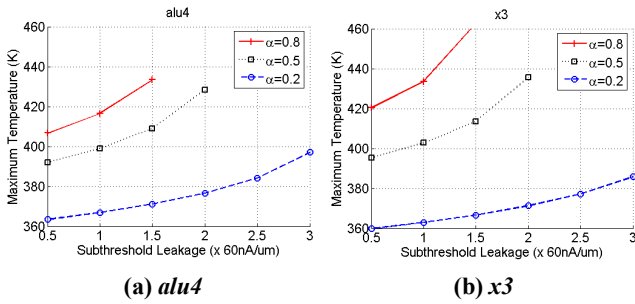 alu4
Maximum Temperature (K)
460
440
420
400
380
360
0.5
1
1.5
2
2.5
3
Subthreshold Leakage (x 60nA/um)
α=0.8
α=0.5
α=0.2
(a) alu4
x3
Maximum Temperature (K)
460
440
420
400
380
360
0.5
1
1.5
2
2.5
3
Subthreshold Leakage (x 60nA/um)
α=0.8
α=0.5
α=0.2
(b) x3